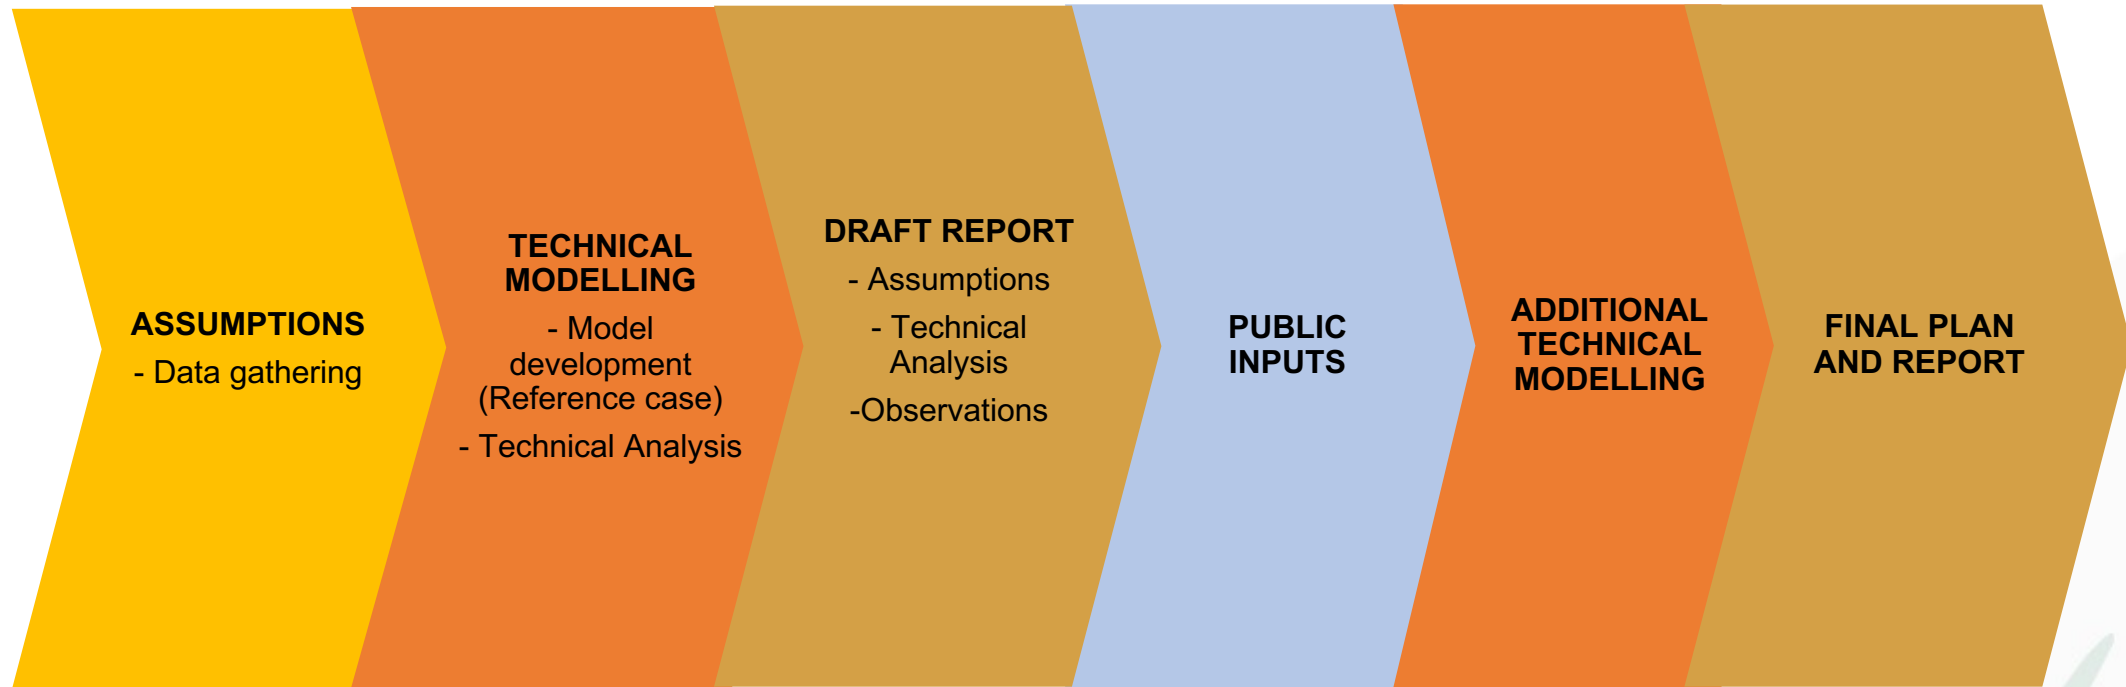 ASSUMPTIONS
- Data gathering
TECHNICAL
MODELLING
- Model
development
(Reference case)
- Technical Analysis
DRAFT REPORT
- Assumptions
- Technical
Analysis
-Observations
PUBLIC
INPUTS
ADDITIONAL
TECHNICAL
MODELLING
FINAL PLAN
AND REPORT